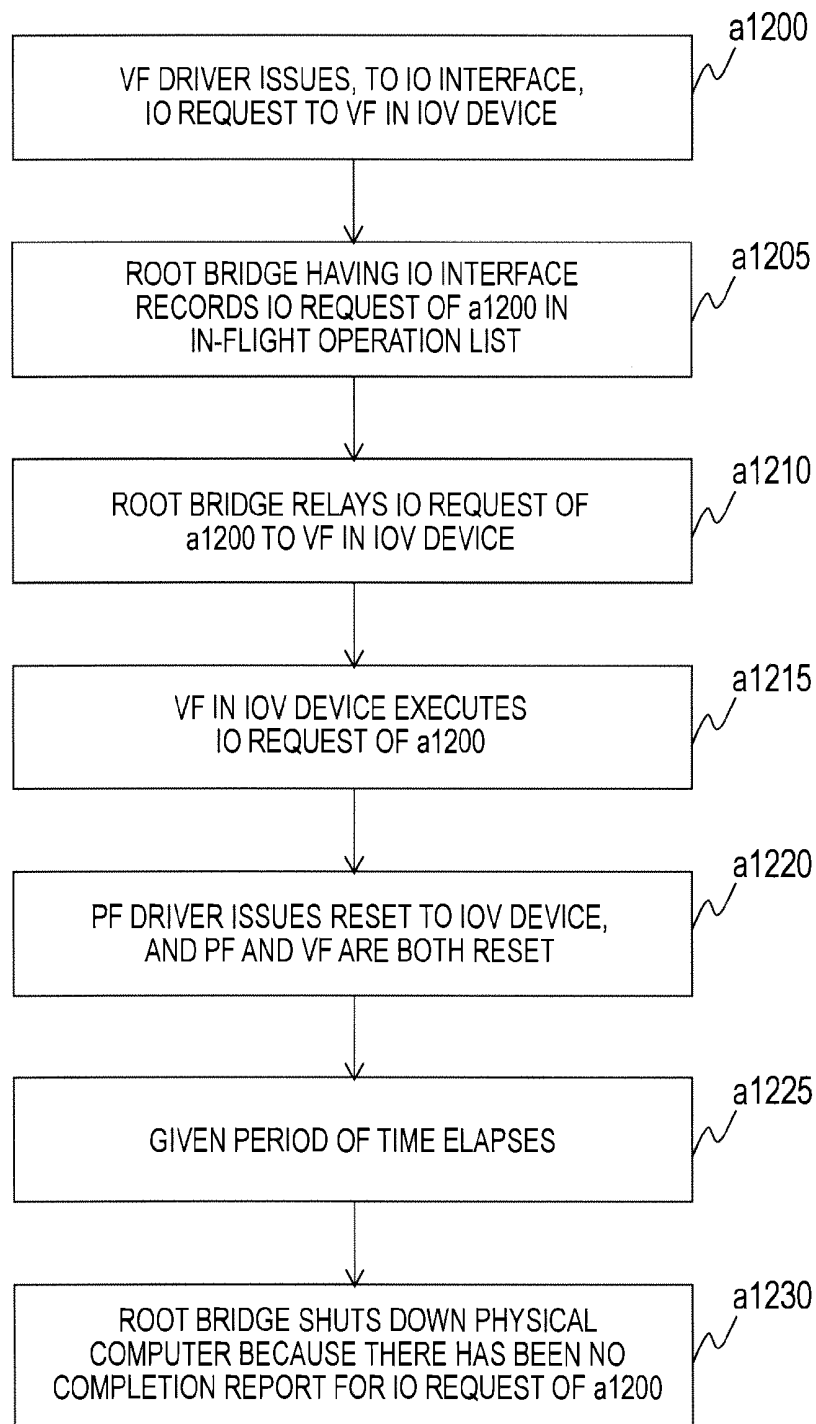 a1200
VF DRIVER ISSUES, TO IO INTERFACE,
IO REQUEST TO VF IN IOV DEVICE
a1205
ROOT BRIDGE HAVING IO INTERFACE
RECORDS IO REQUEST OF a1200 IN
IN-FLIGHT OPERATION LIST
a1210
ROOT BRIDGE RELAYS IO REQUEST OF
a1200 TO VF IN IOV DEVICE
a1215
VF IN IOV DEVICE EXECUTES
IO REQUEST OF a1200
a1220
PF DRIVER ISSUES RESET TO IOV DEVICE,
AND PF AND VF ARE BOTH RESET
a1225
GIVEN PERIOD OF TIME ELAPSES
a1230
ROOT BRIDGE SHUTS DOWN PHYSICAL
COMPUTER BECAUSE THERE HAS BEEN NO
COMPLETION REPORT FOR IO REQUEST OF a1200